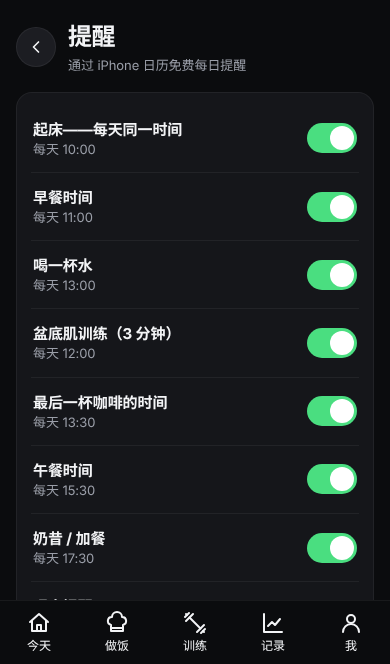 提醒
通过 iPhone 日历免费每日提醒
起床——每天同一时间
每天 10:00
早餐时间
每天 11:00
喝一杯水
每天 13:00
盆底肌训练（3 分钟）
每天 12:00
最后一杯咖啡的时间
每天 13:30
午餐时间
每天 15:30
奶昔 / 加餐
每天 17:30
今天
做饭
训练
记录
我